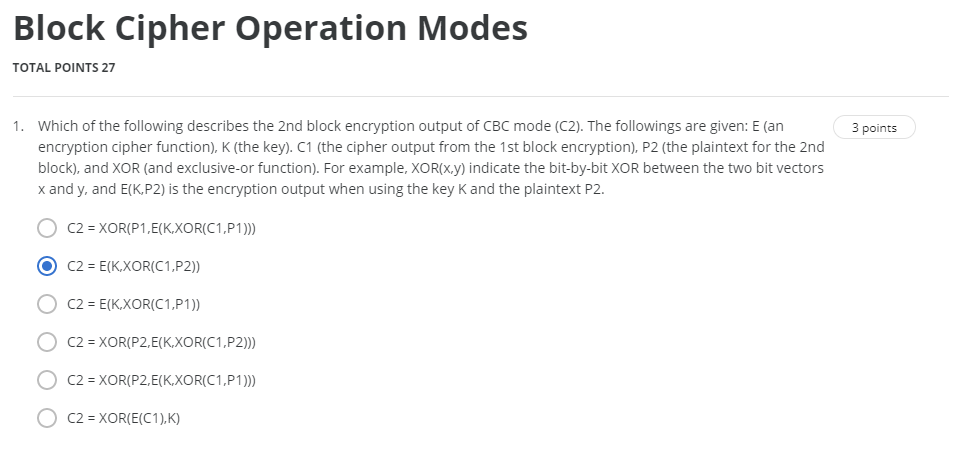 Block Cipher Operation Modes
TOTAL POINTS 27
1. Which of the following describes the 2nd block encryption output of CBC mode (C2). The followings are given: E (an
3 points
encryption cipher function), K (the key). C1 (the cipher output from the 1st block encryption), P2 (the plaintext for the 2nd
block), and XOR (and exclusive-or function). For example, XOR(x,y) indicate the bit-by-bit XOR between the two bit vectors
x and y, and E(K,P2) is the encryption output when using the key K and the plaintext P2.
C2 = XOR(P1,E(K,XOR(C1,P1)))
C2 = E(K,XOR(C1,P2))
C2 = E(K,XOR(C1,P1))
C2 = XOR(P2,E(K,XOR(C1,P2)))
C2 = XOR(P2,E(K,XOR(C1,P1)))
C2 = XOR(E(C1),K)